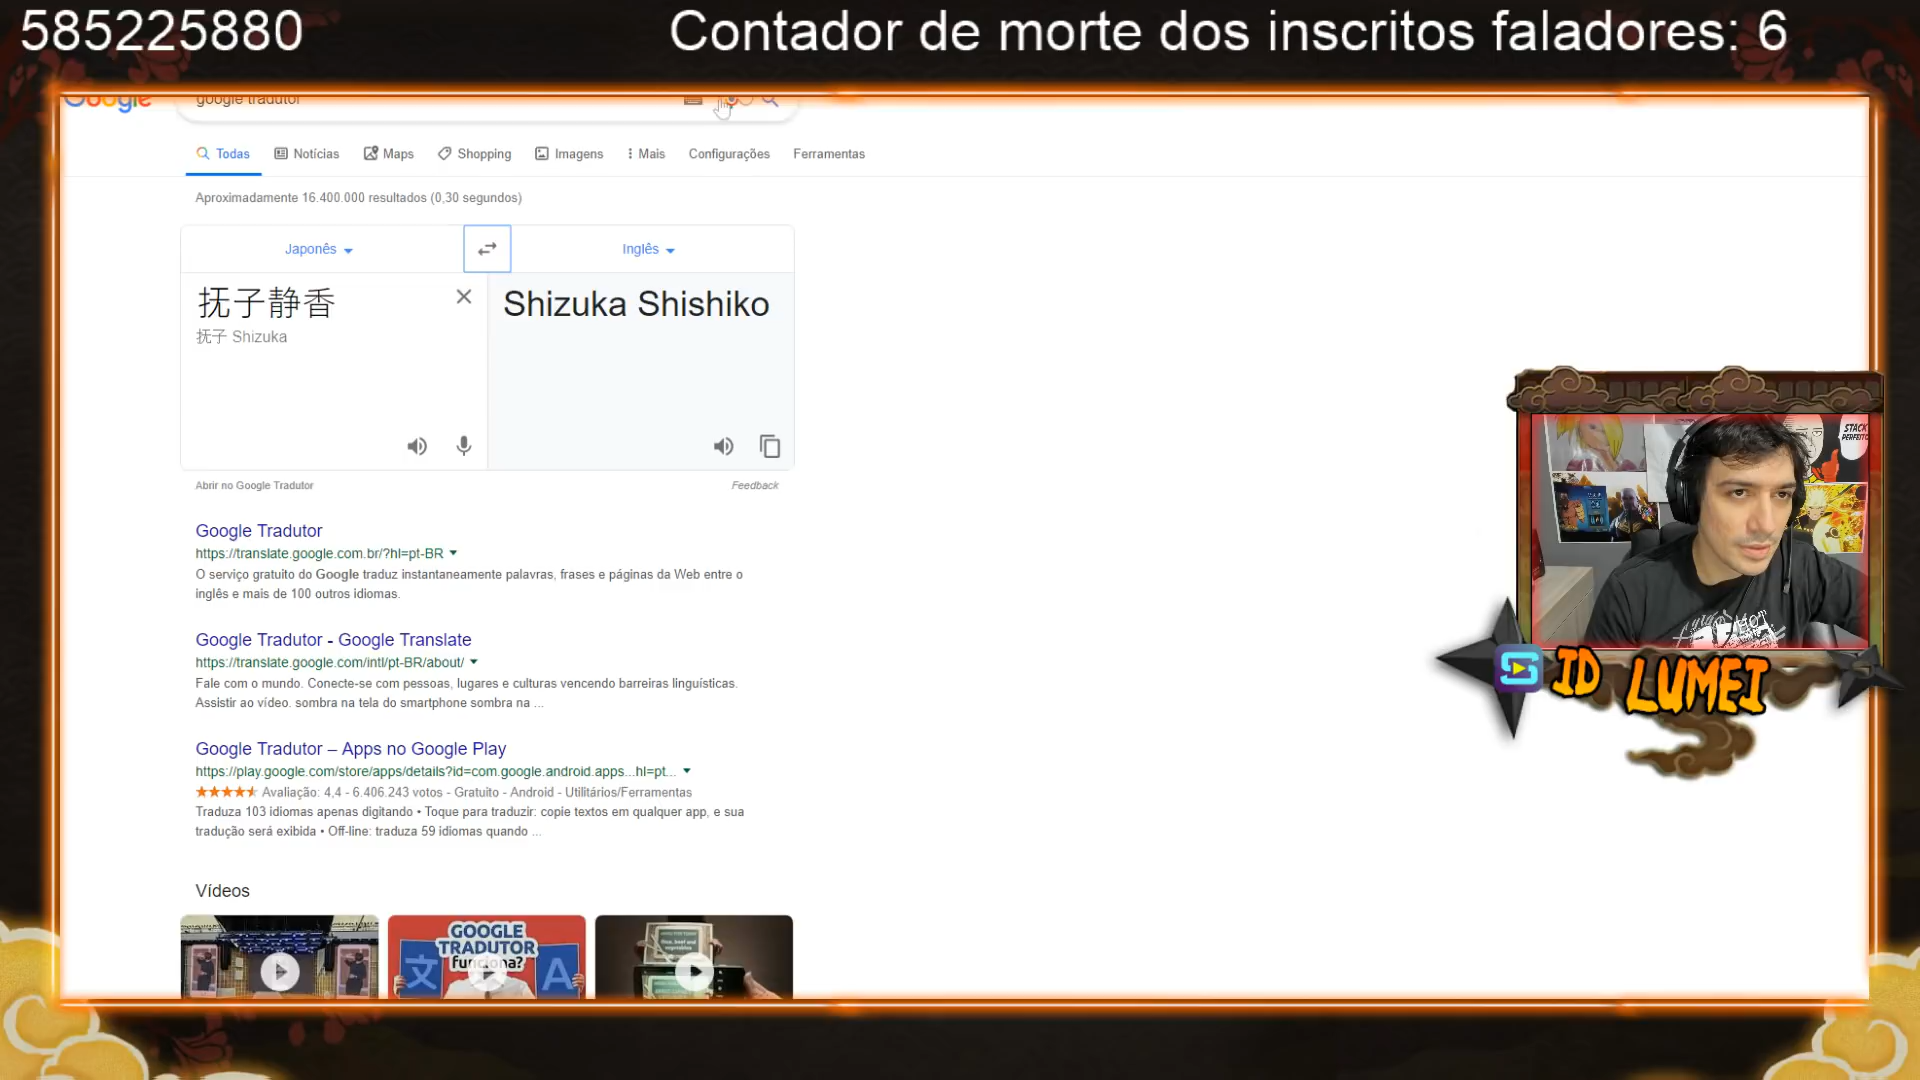 585225880
Contador de morte dos inscritos faladores: 6
Google
google tradutor
Todas
Notícias
Maps
Shopping
Imagens
Mais
Configurações
Ferramentas
Aproximadamente 16.400.000 resultados (0,30 segundos)
Japonês
Inglês
抚子静香
抚子 Shizuka
Shizuka Shishiko
Abrir no Google Tradutor
Feedback
Google Tradutor
https://translate.google.com.br/?hl=pt-BR
O serviço gratuito do Google traduz instantaneamente palavras, frases e páginas da Web entre o
inglês e mais de 100 outros idiomas.
Google Tradutor - Google Translate
https://translate.google.com/intl/pt-BR/about/
Fale com o mundo. Conecte-se com pessoas, lugares e culturas vencendo barreiras linguísticas.
Assistir ao vídeo. sombra na tela do smartphone sombra na ...
Google Tradutor – Apps no Google Play
https://play.google.com/store/apps/details?id=com.google.android.apps...hl=pt...
Avaliação: 4,4 - 6.406.243 votos - Gratuito - Android - Utilitários/Ferramentas
Traduza 103 idiomas apenas digitando • Toque para traduzir: copie textos em qualquer app, e sua
tradução será exibida • Off-line: traduza 59 idiomas quando ...
Vídeos
GOOGLE
TRADUTOR
funciona?
文 A
STACK
PERFEITO
ID LUMEI